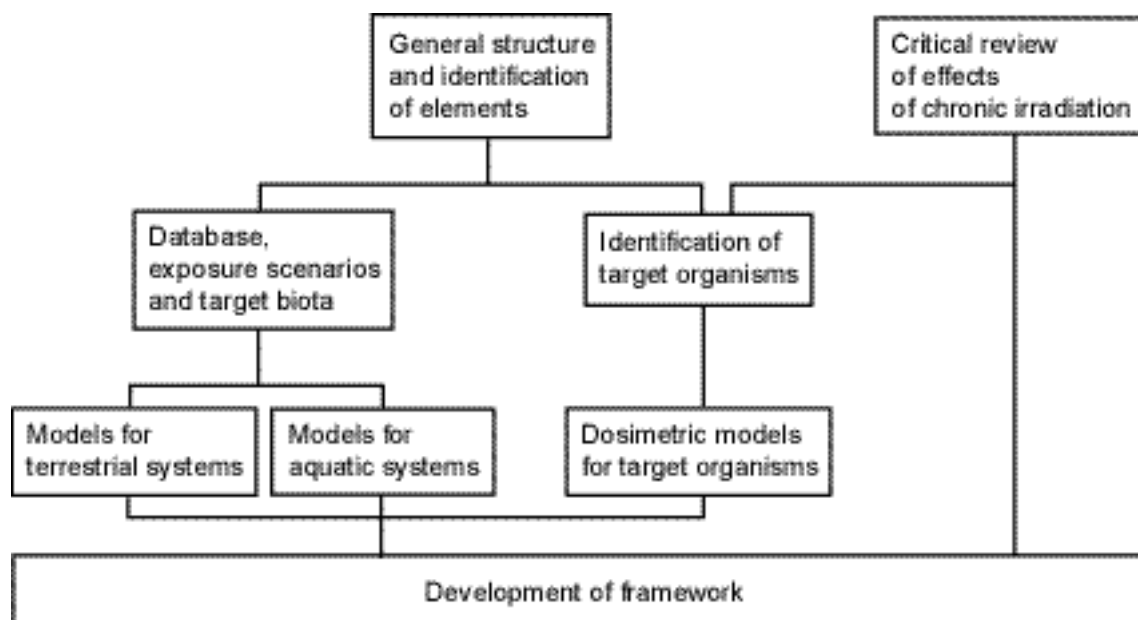 General structure
and identification
of elements
Critical review
of effects
of chronic irradiation
Database,
exposure scenarios
and target biota
Identification of
target organisms
Models for
terrestrial systems
Models for
aquatic systems
Dosimetric models
for target organisms
Development of framework